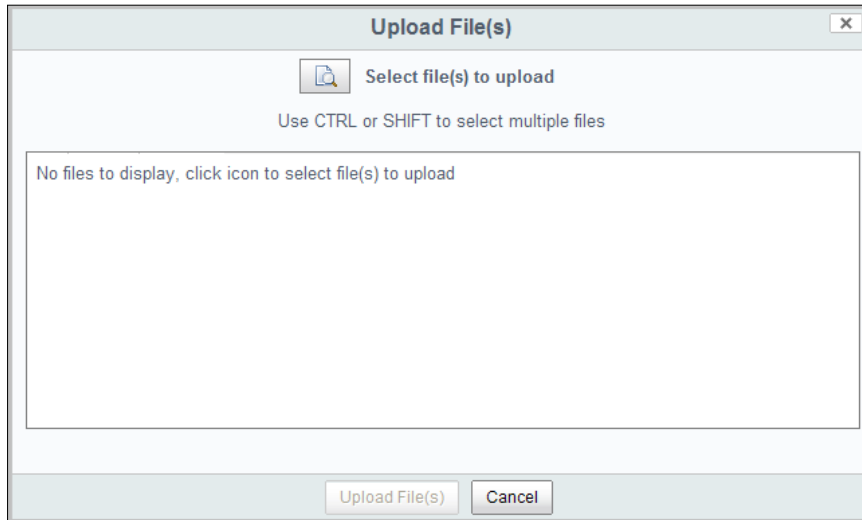 Upload File(s)
Select file(s) to upload
Use CTRL or SHIFT to select multiple files
No files to display, click icon to select file(s) to upload
Upload File(s) Cancel